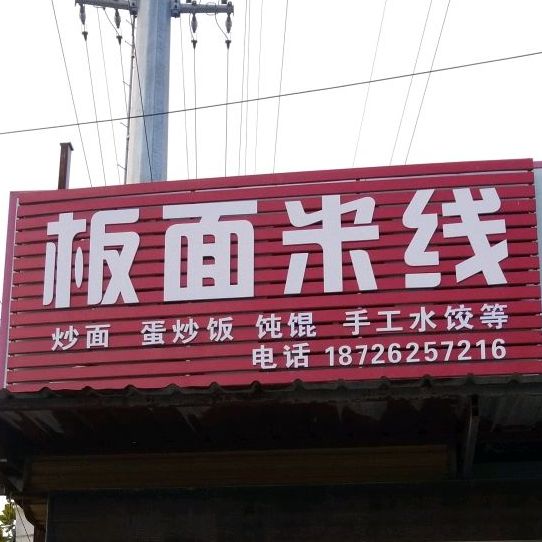 板面米线
炒面 蛋炒饭 饨馄 手工水饺等
电话 18726257216